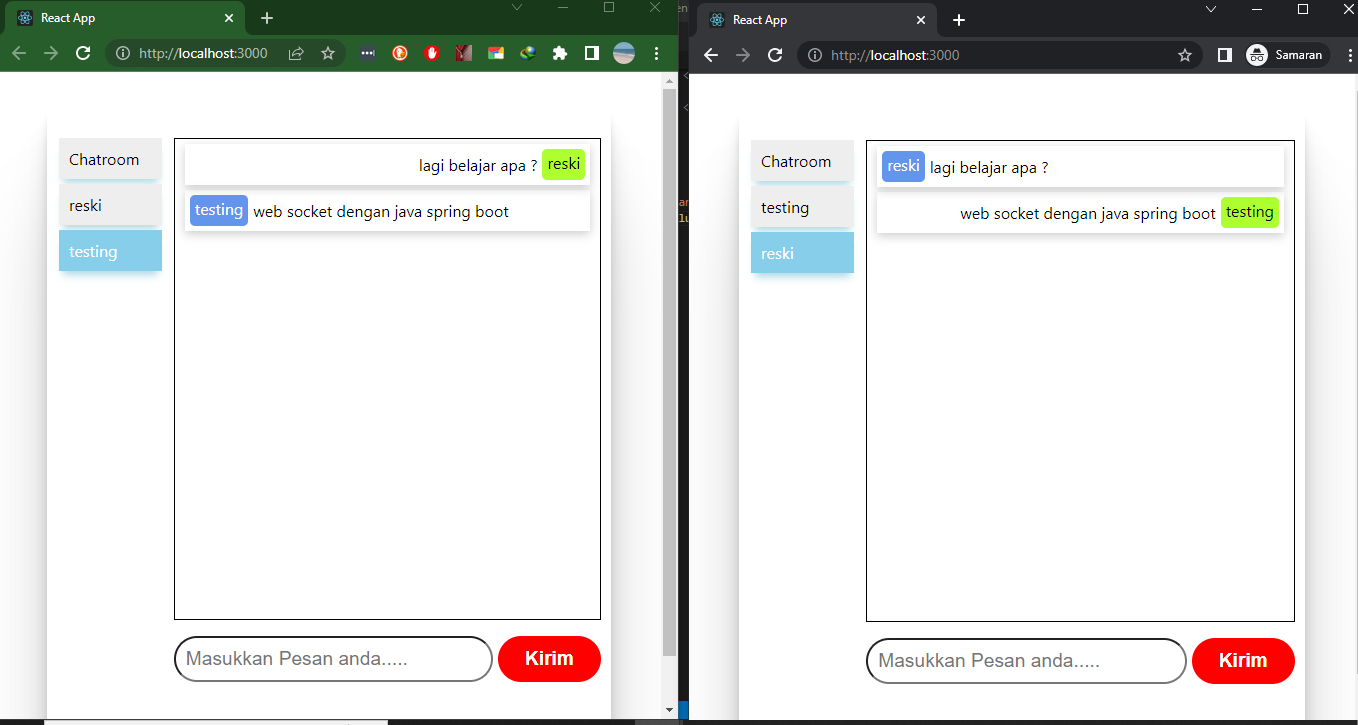 React App
http://localhost:3000
Chatroom
reski
testing
lagi belajar apa ? reski
testing web socket dengan java spring boot
Masukkan Pesan anda.....
Kirim
React App
http://localhost:3000
Samaran
Chatroom
testing
reski
reski lagi belajar apa ?
web socket dengan java spring boot testing
Masukkan Pesan anda.....
Kirim